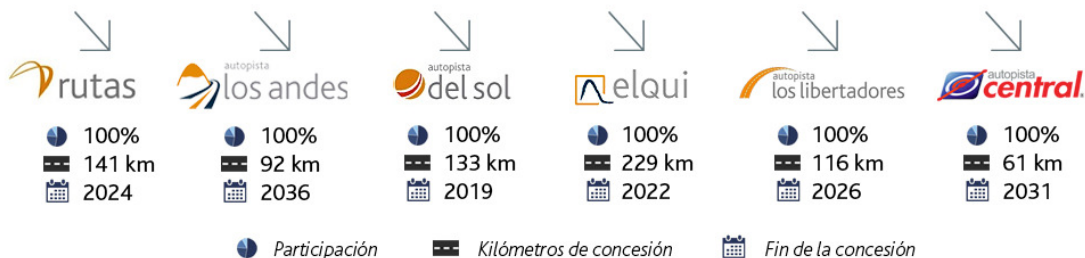 rutas
100%
141 km
2024
autopista
los andes
100%
92 km
2036
autopista
del sol
100%
133 km
2019
elqui
100%
229 km
2022
autopista
los libertadores
100%
116 km
2026
autopista
central®
100%
61 km
2031
Participación
Kilómetros de concesión
Fin de la concesión